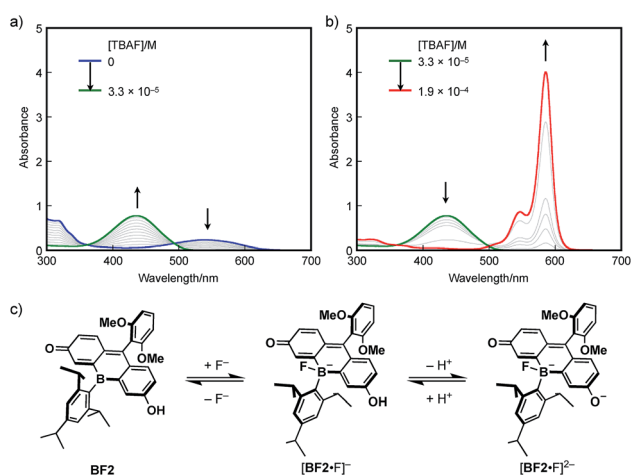 a)
[TBAF]/M
0
3.3 × 10⁻⁵
Absorbance
5
4
3
2
1
0
300 400 500 600 700
Wavelength/nm
b)
[TBAF]/M
3.3 × 10⁻⁵
1.9 × 10⁻⁴
Absorbance
5
4
3
2
1
0
300 400 500 600 700
Wavelength/nm
c)
MeO
OMe
O
B
OH
BF2
+ F⁻
− F⁻
MeO
OMe
O
F
B⁻
OH
[BF2•F]⁻
− H⁺
+ H⁺
MeO
OMe
O
F
B⁻
O⁻
[BF2•F]²⁻